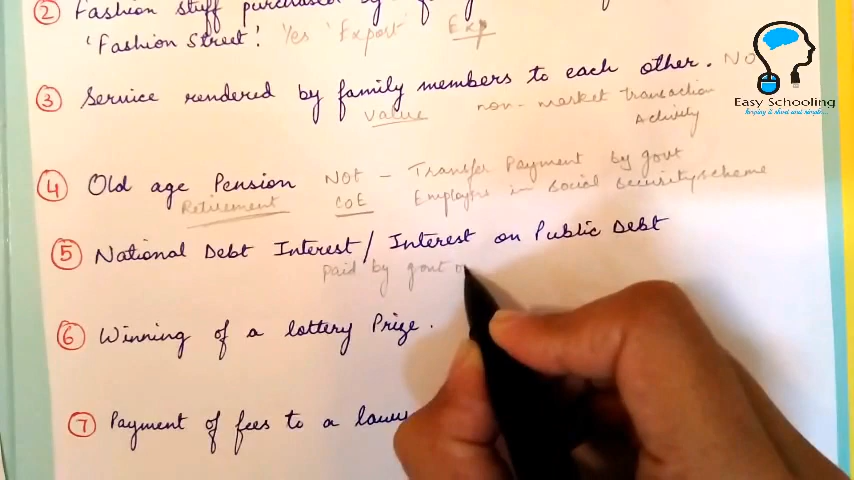 ② Fashion stuff purchased by
'Fashion Street'. Yes 'Export' Exp
③ Service rendered by family members to each other. NO
Value non-market transaction
Activity
④ Old age Pension NOT - Transfer Payment by govt
Retirement CoE Employers in social security scheme
⑤ National Debt Interest/ Interest on Public Debt
paid by govt o
⑥ Winning of a lottery Prize.
⑦ Payment of fees to a lawy
Easy Schooling